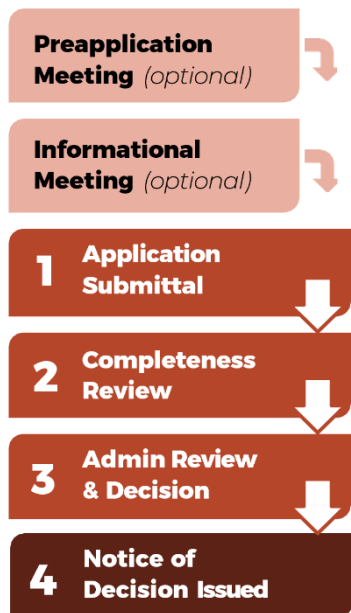 Preapplication
Meeting (optional)
Informational
Meeting (optional)
1
Application
Submittal
2
Completeness
Review
3
Admin Review
& Decision
4
Notice of
Decision Issued